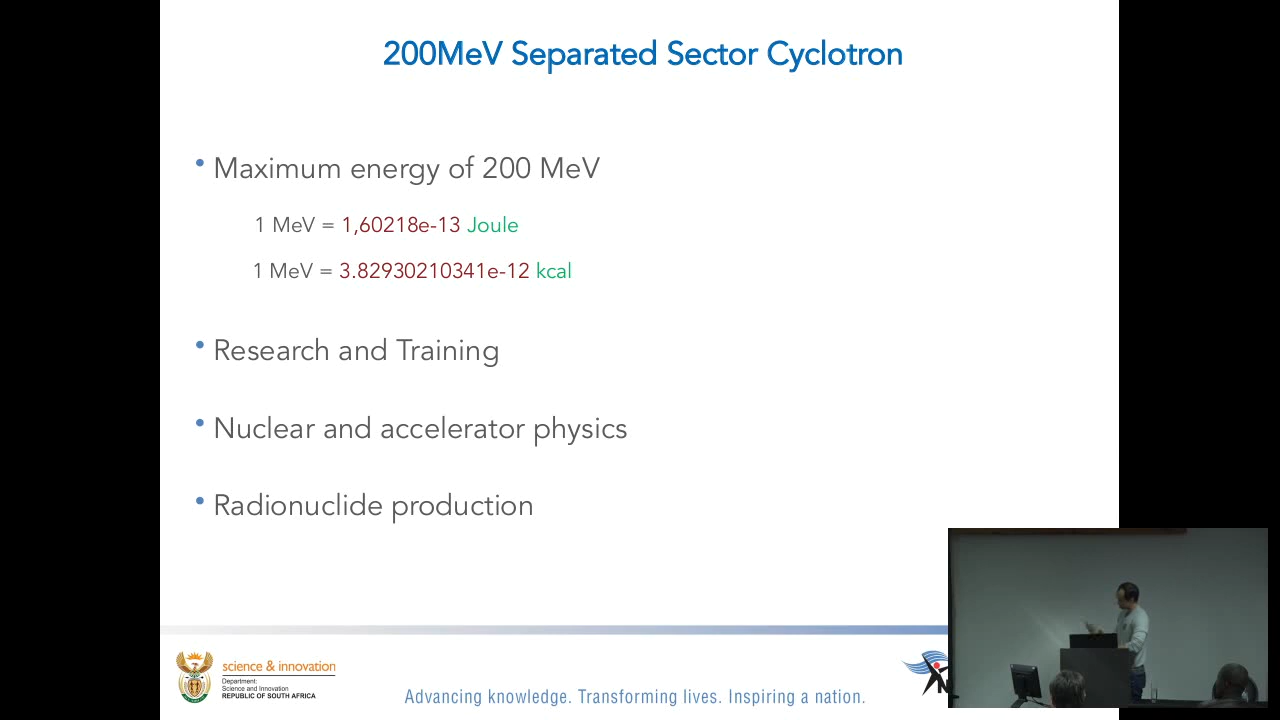 200MeV Separated Sector Cyclotron
• Maximum energy of 200 MeV
1 MeV = 1,60218e-13 Joule
1 MeV = 3.82930210341e-12 kcal
• Research and Training
• Nuclear and accelerator physics
• Radionuclide production
science & innovation
Department:
Science and Innovation
REPUBLIC OF SOUTH AFRICA
Advancing knowledge. Transforming lives. Inspiring a nation.